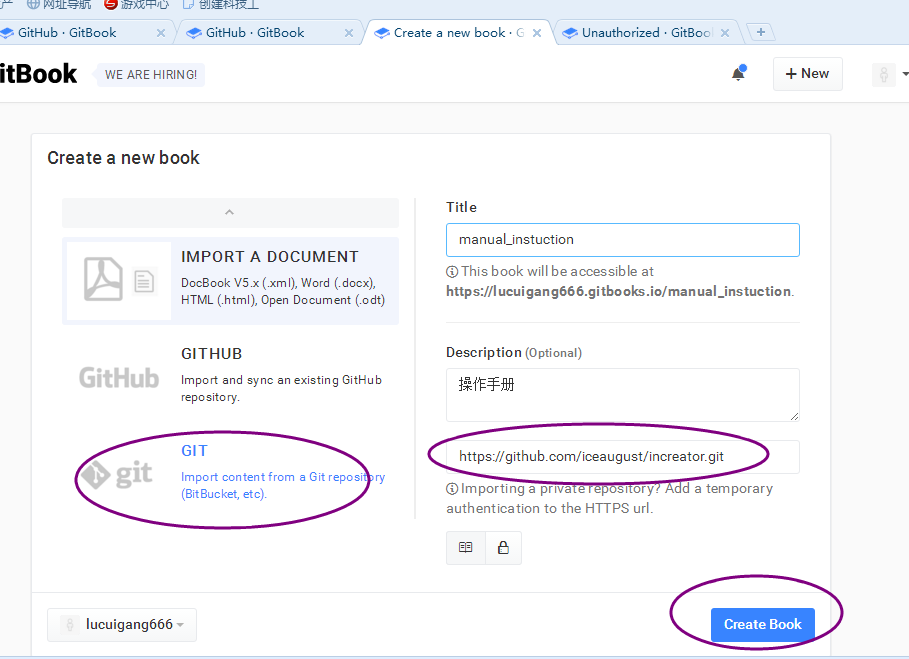 网址导航 游戏中心 创建科技工
GitHub · GitBook GitHub · GitBook Create a new book · G Unauthorized · GitBoo
itBook WE ARE HIRING! + New
Create a new book
IMPORT A DOCUMENT
DocBook V5.x (.xml), Word (.docx),
HTML (.html), Open Document (.odt)
GitHub
GITHUB
Import and sync an existing GitHub
repository.
git
GIT
Import content from a Git repository
(BitBucket, etc).
Title
manual_instuction
This book will be accessible at
https://lucuigang666.gitbooks.io/manual_instuction.
Description (Optional)
操作手册
https://github.com/iceaugust/increator.git
Importing a private repository? Add a temporary
authentication to the HTTPS url.
lucuigang666
Create Book